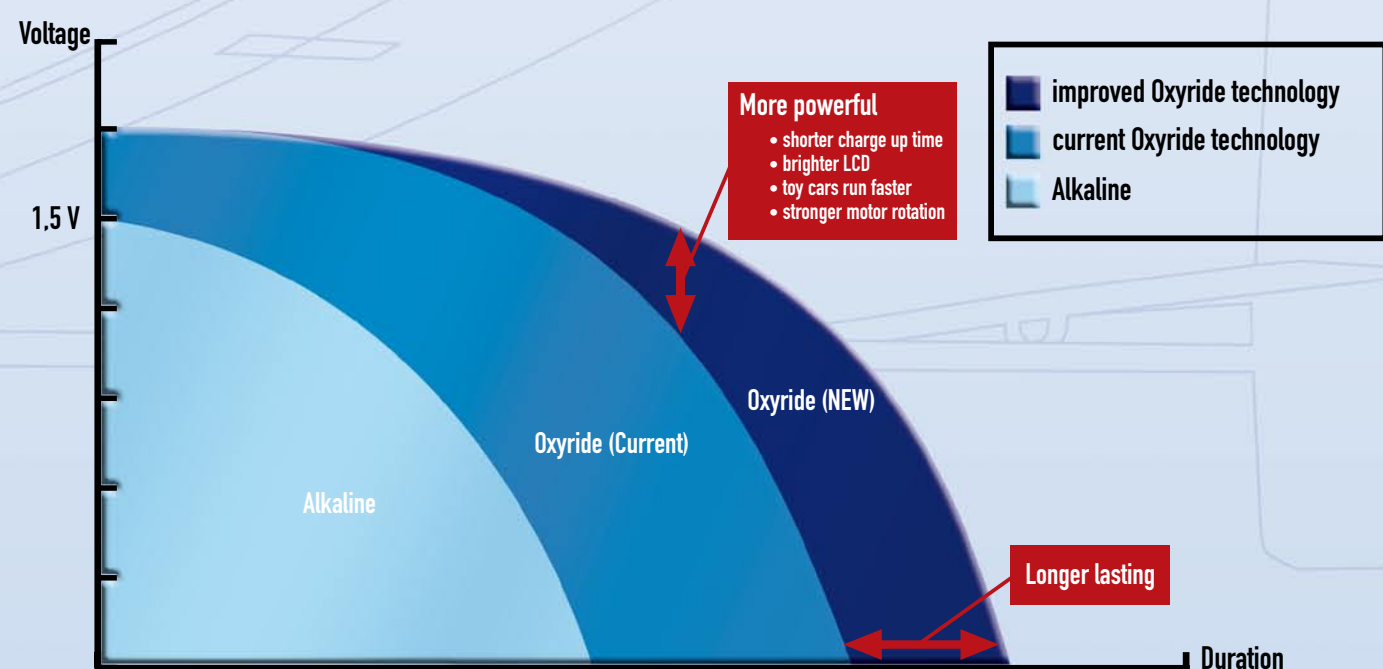 Voltage
1,5 V
More powerful
• shorter charge up time
• brighter LCD
• toy cars run faster
• stronger motor rotation
improved Oxyride technology
current Oxyride technology
Alkaline
Oxyride (NEW)
Oxyride (Current)
Alkaline
Longer lasting
Duration